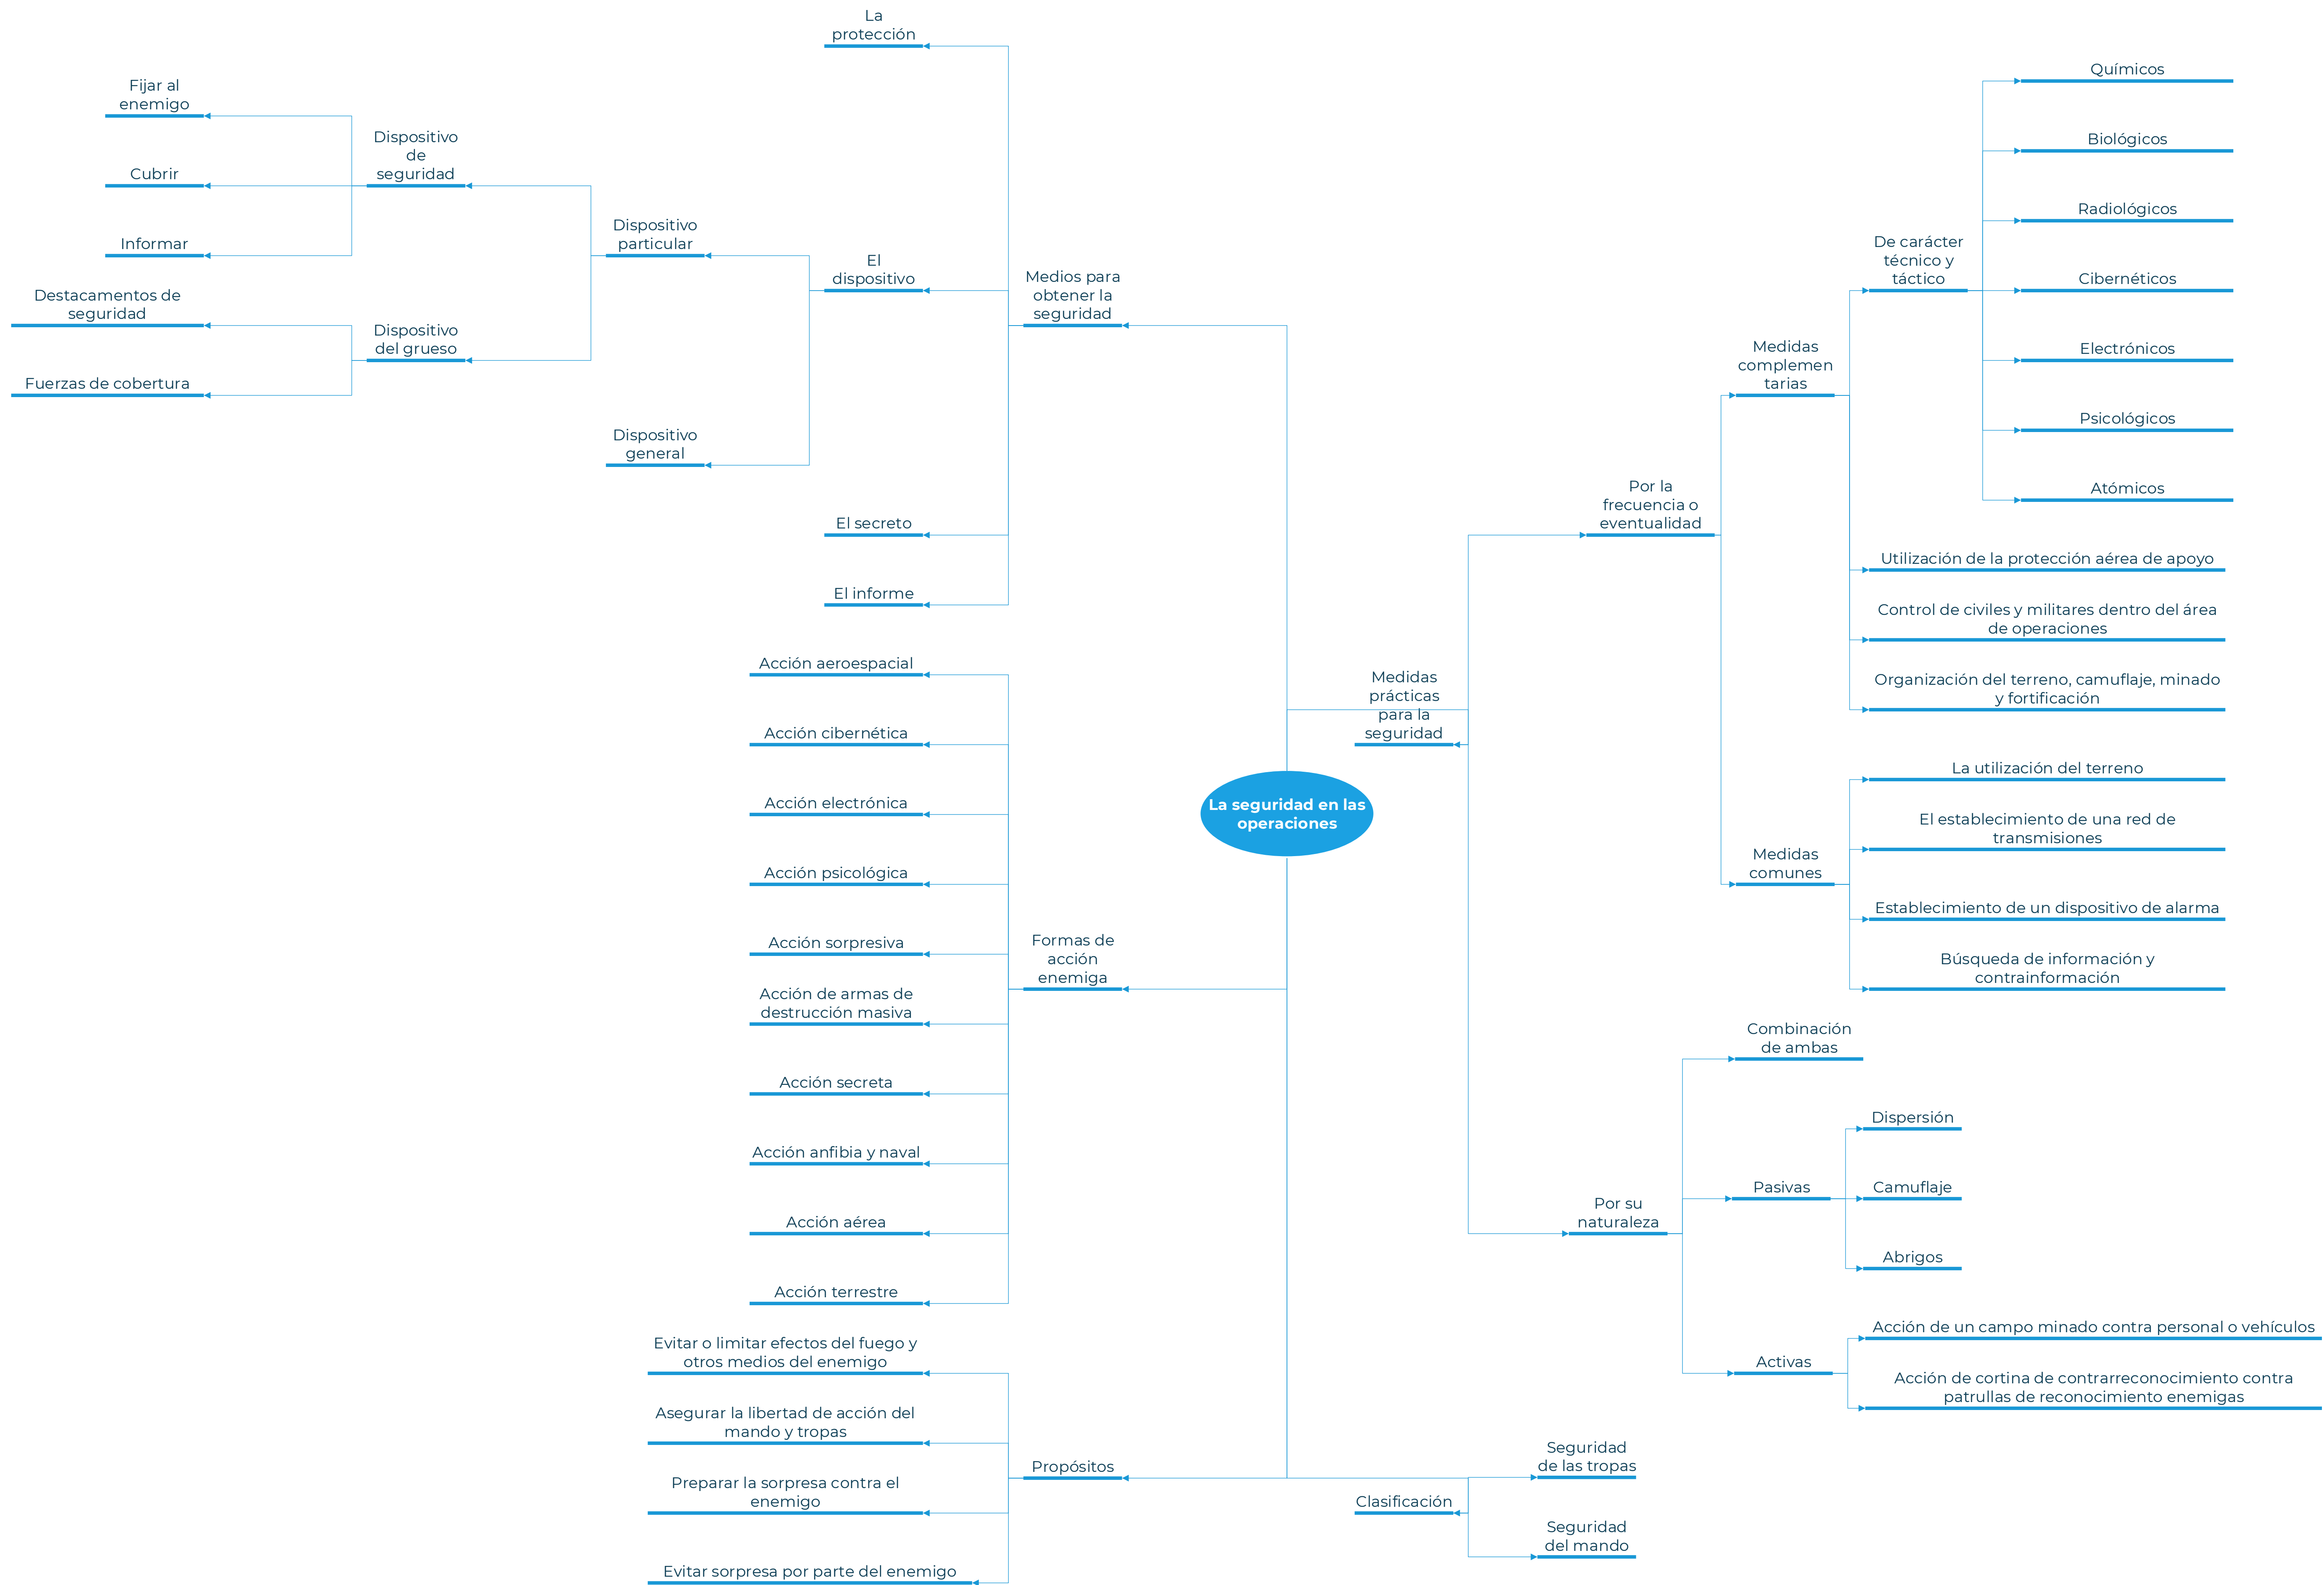 La seguridad en las
operaciones
Medios para
obtener la
seguridad
La
protección
El
dispositivo
Dispositivo
particular
Dispositivo
de
seguridad
Fijar al
enemigo
Cubrir
Informar
Dispositivo
del grueso
Destacamentos de
seguridad
Fuerzas de cobertura
Dispositivo
general
El secreto
El informe
Formas de
acción
enemiga
Acción aeroespacial
Acción cibernética
Acción electrónica
Acción psicológica
Acción sorpresiva
Acción de armas de
destrucción masiva
Acción secreta
Acción anfibia y naval
Acción aérea
Acción terrestre
Propósitos
Evitar o limitar efectos del fuego y
otros medios del enemigo
Asegurar la libertad de acción del
mando y tropas
Preparar la sorpresa contra el
enemigo
Evitar sorpresa por parte del enemigo
Medidas
prácticas
para la
seguridad
Por la
frecuencia o
eventualidad
Medidas
complemen
tarias
De carácter
técnico y
táctico
Químicos
Biológicos
Radiológicos
Cibernéticos
Electrónicos
Psicológicos
Atómicos
Utilización de la protección aérea de apoyo
Control de civiles y militares dentro del área
de operaciones
Organización del terreno, camuflaje, minado
y fortificación
Medidas
comunes
La utilización del terreno
El establecimiento de una red de
transmisiones
Establecimiento de un dispositivo de alarma
Búsqueda de información y
contrainformación
Por su
naturaleza
Combinación
de ambas
Pasivas
Dispersión
Camuflaje
Abrigos
Activas
Acción de un campo minado contra personal o vehículos
Acción de cortina de contrarreconocimiento contra
patrullas de reconocimiento enemigas
Clasificación
Seguridad
de las tropas
Seguridad
del mando